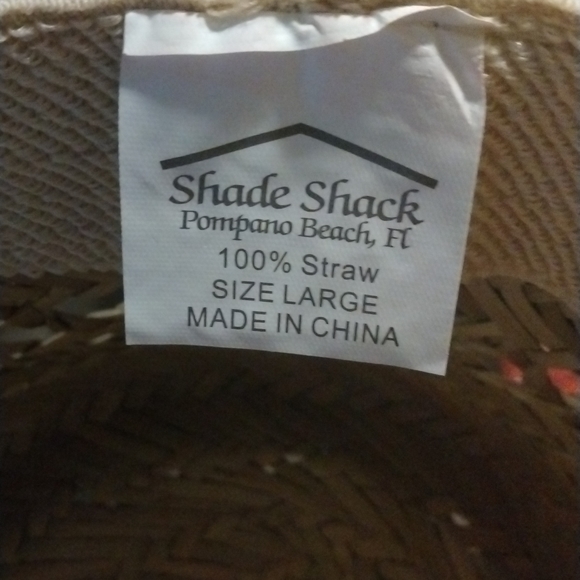 Shade Shack
Pompano Beach, Fl
100% Straw
SIZE LARGE
MADE IN CHINA